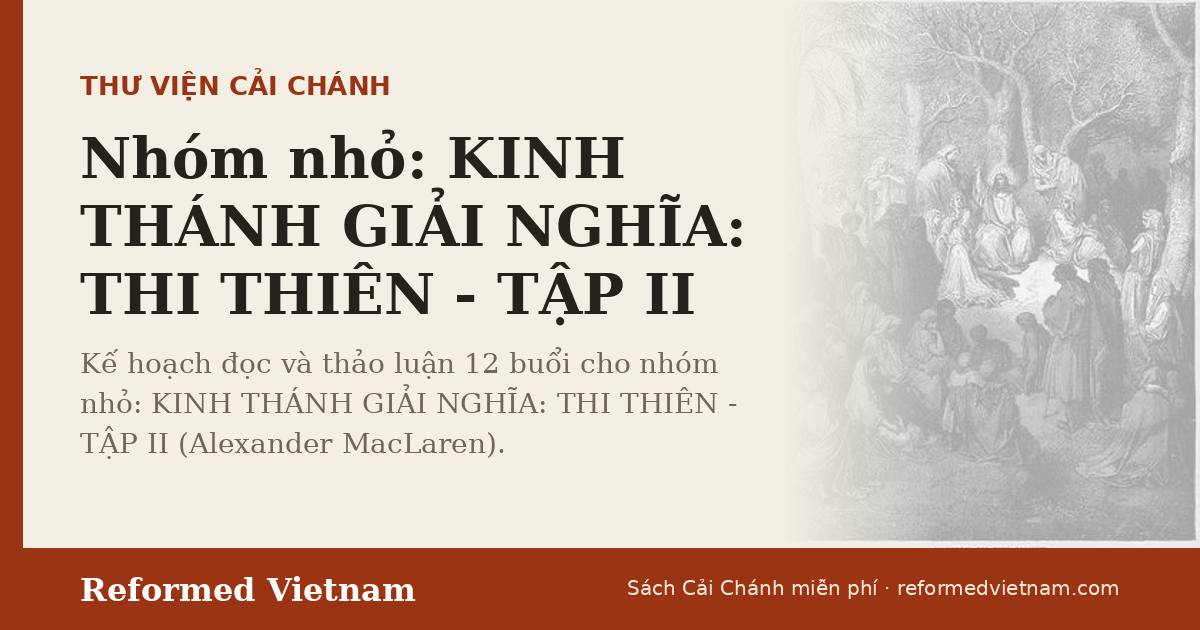 THƯ VIỆN CẢI CHÁNH
Nhóm nhỏ: KINH
THÁNH GIẢI NGHĨA:
THI THIÊN - TẬP II
Kế hoạch đọc và thảo luận 12 buổi cho nhóm
nhỏ: KINH THÁNH GIẢI NGHĨA: THI THIÊN -
TẬP II (Alexander MacLaren).
Reformed Vietnam
Sách Cải Chánh miễn phí · reformedvietnam.com